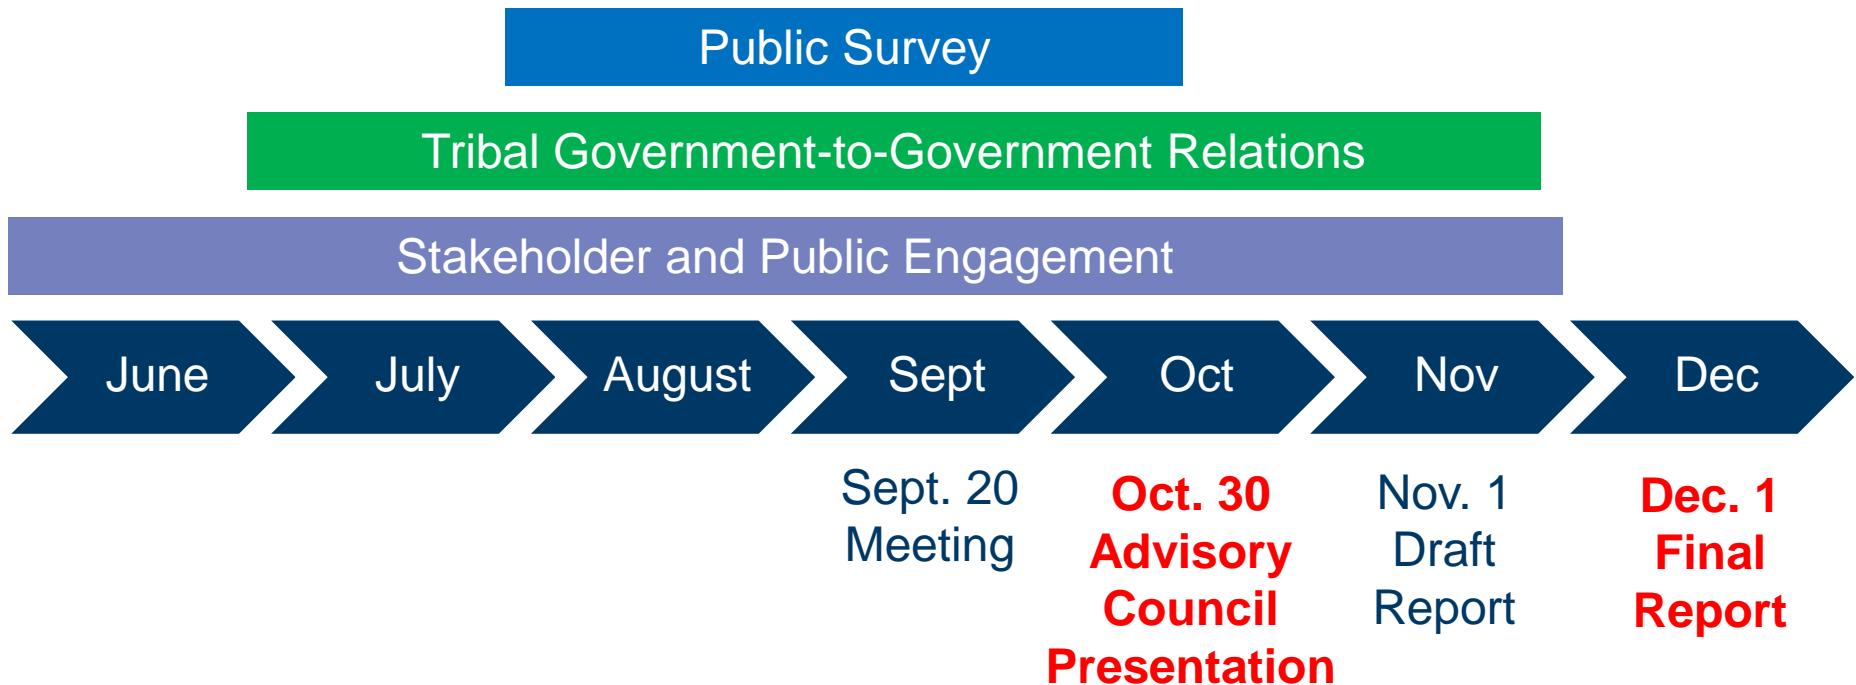 Public Survey
Tribal Government-to-Government Relations
Stakeholder and Public Engagement
June
July
August
Sept
Oct
Nov
Dec
Sept. 20
Meeting
Oct. 30
Advisory
Council
Presentation
Nov. 1
Draft
Report
Dec. 1
Final
Report